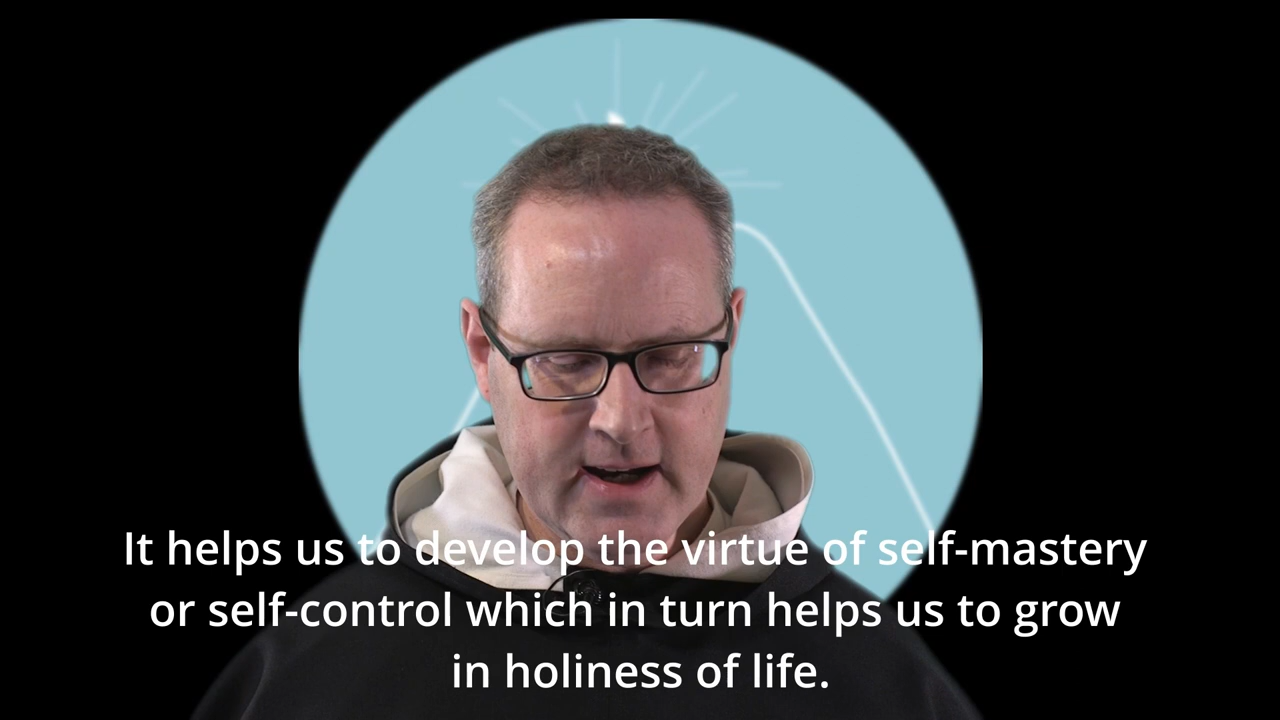 It helps us to develop the virtue of self-mastery
or self-control which in turn helps us to grow
in holiness of life.